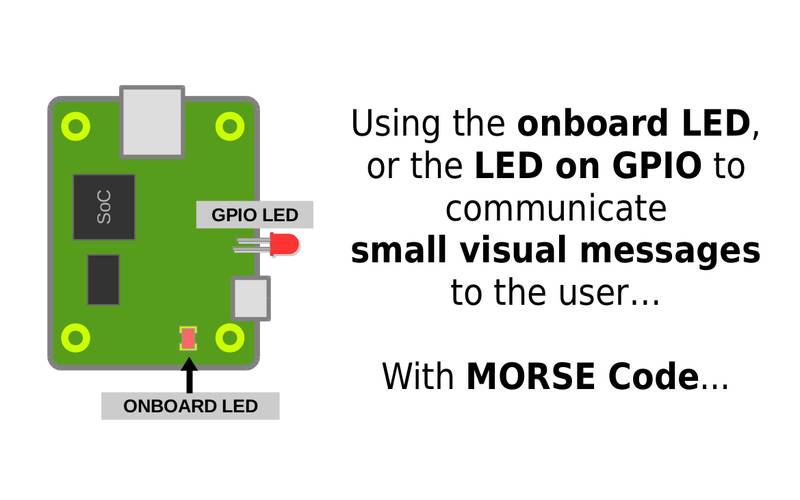 SoC
GPIO LED
ONBOARD LED
Using the onboard LED,
or the LED on GPIO to
communicate
small visual messages
to the user...
With MORSE Code...